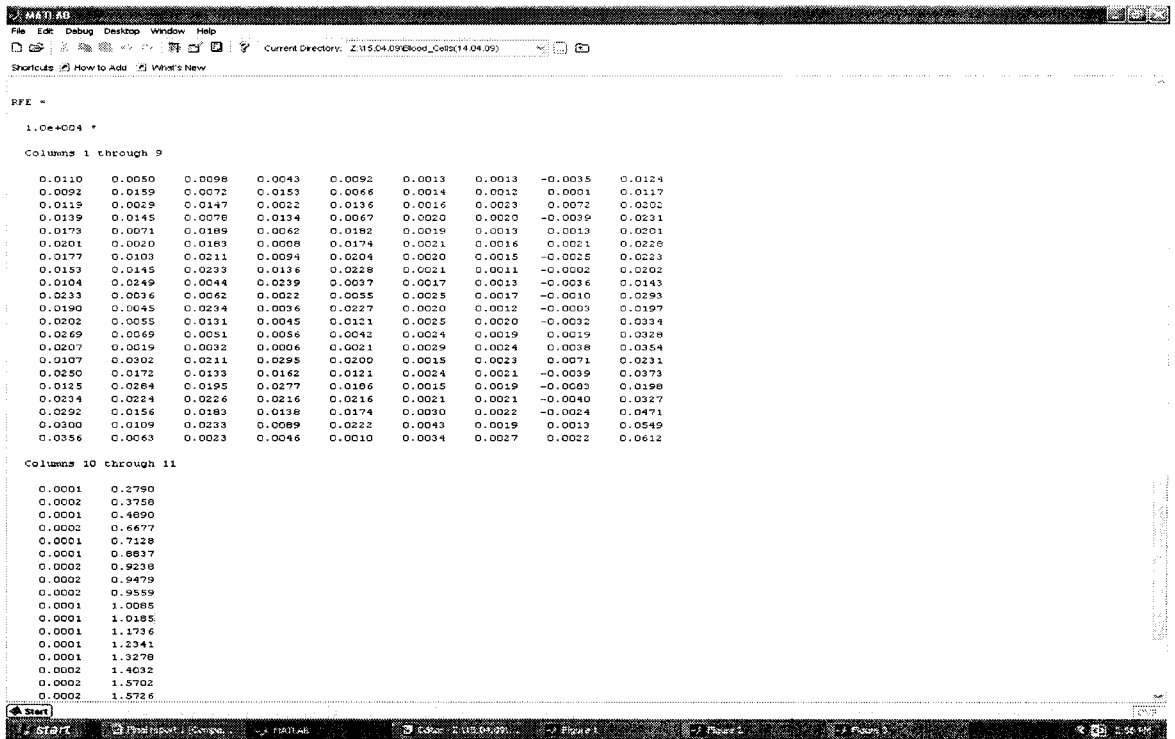 MATLAB
File Edit Debug Desktop Window Help
Current Directory: Z:\15.04.09\Blood_Cells(14.04.09)
Shortcuts How to Add What's New
RFE =
1.0e+004 *
Columns 1 through 9
0.0110 0.0050 0.0098 0.0043 0.0092 0.0013 0.0013 -0.0035 0.0124
0.0092 0.0159 0.0072 0.0153 0.0066 0.0014 0.0012 0.0001 0.0117
0.0119 0.0029 0.0147 0.0022 0.0136 0.0016 0.0023 0.0072 0.0202
0.0139 0.0145 0.0078 0.0134 0.0067 0.0020 0.0020 -0.0039 0.0231
0.0173 0.0071 0.0189 0.0062 0.0182 0.0019 0.0013 0.0013 0.0201
0.0201 0.0020 0.0183 0.0008 0.0174 0.0021 0.0016 0.0021 0.0228
0.0177 0.0103 0.0211 0.0094 0.0204 0.0020 0.0015 -0.0025 0.0223
0.0153 0.0145 0.0233 0.0136 0.0228 0.0021 0.0011 -0.0002 0.0202
0.0104 0.0249 0.0044 0.0239 0.0037 0.0017 0.0013 -0.0036 0.0143
0.0233 0.0036 0.0062 0.0022 0.0055 0.0025 0.0017 -0.0010 0.0293
0.0190 0.0045 0.0234 0.0036 0.0227 0.0020 0.0012 -0.0003 0.0197
0.0202 0.0055 0.0131 0.0045 0.0121 0.0025 0.0020 -0.0032 0.0334
0.0269 0.0069 0.0051 0.0056 0.0042 0.0024 0.0019 0.0019 0.0328
0.0207 0.0019 0.0032 0.0006 0.0021 0.0029 0.0024 0.0038 0.0354
0.0107 0.0302 0.0211 0.0295 0.0200 0.0015 0.0023 0.0071 0.0231
0.0250 0.0172 0.0133 0.0162 0.0121 0.0024 0.0021 -0.0039 0.0373
0.0125 0.0284 0.0195 0.0277 0.0186 0.0015 0.0019 -0.0083 0.0198
0.0234 0.0224 0.0226 0.0216 0.0216 0.0021 0.0021 -0.0040 0.0327
0.0292 0.0156 0.0183 0.0138 0.0174 0.0030 0.0022 -0.0024 0.0471
0.0300 0.0109 0.0233 0.0089 0.0222 0.0043 0.0019 0.0013 0.0549
0.0356 0.0063 0.0023 0.0046 0.0010 0.0034 0.0027 0.0022 0.0612
Columns 10 through 11
0.0001 0.2790
0.0002 0.3758
0.0001 0.4890
0.0002 0.6677
0.0001 0.7128
0.0001 0.8837
0.0002 0.9238
0.0002 0.9479
0.0002 0.9559
0.0001 1.0085
0.0001 1.0185
0.0001 1.1736
0.0001 1.2341
0.0001 1.3278
0.0002 1.4032
0.0002 1.5702
0.0002 1.5726
Start
OVR
start Final report MATLAB Editor - Z:\15.04.09\... Figure 1 Figure 2 Figure 3 2:56 PM